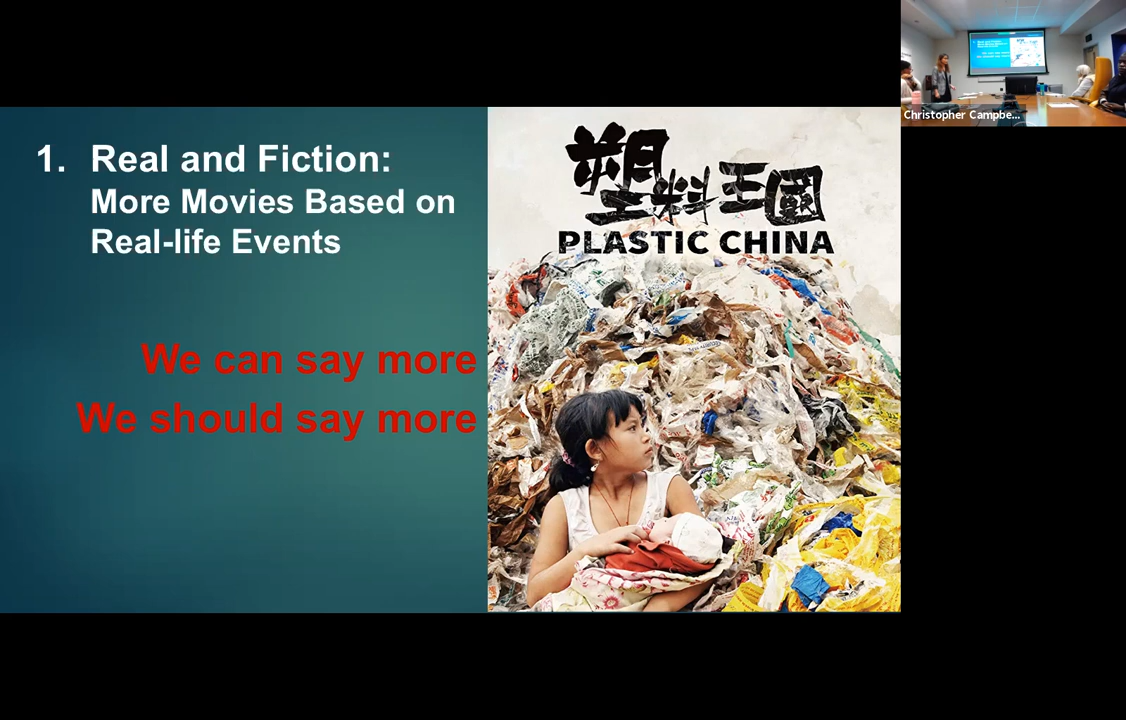 1. Real and Fiction:
More Movies Based on
Real-life Events
We can say more
We should say more
塑料王國
PLASTIC CHINA
Christopher Campbe...